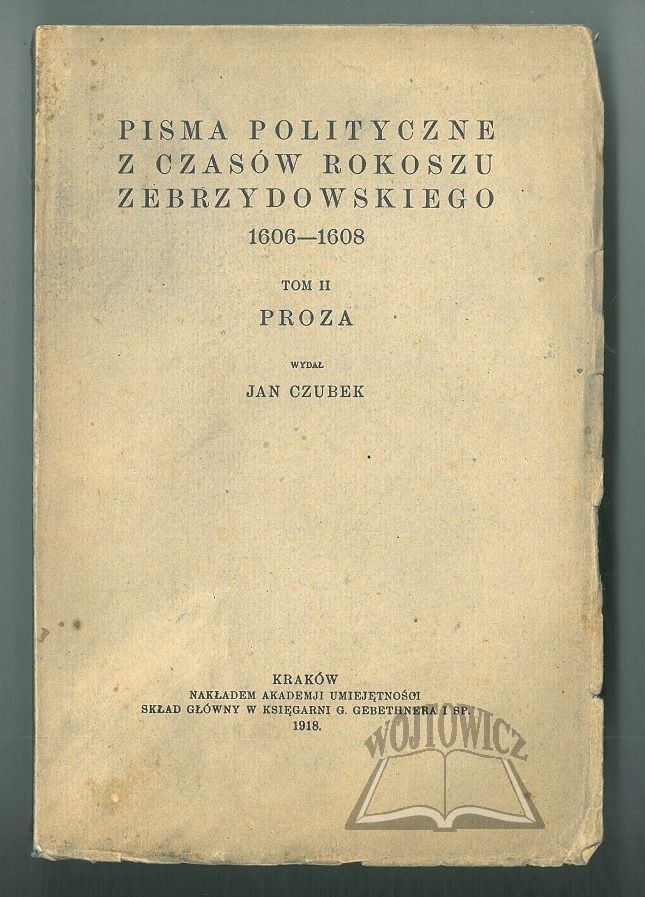 PISMA POLITYCZNE
Z CZASÓW ROKOSZU
ZEBRZYDOWSKIEGO
1606—1608
TOM II
PROZA
WYDAŁ
JAN CZUBEK
KRAKÓW
NAKŁADEM AKADEMJI UMIEJĘTNOŚCI
SKŁAD GŁÓWNY W KSIĘGARNI G. GEBETHNERA I SP.
1918.
WÓJTOWICZ